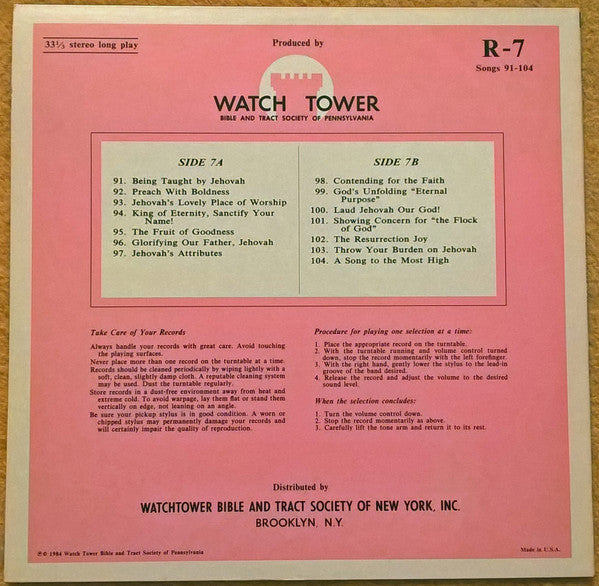 33⅓ stereo long play
Produced by
R-7
Songs 91-104
WATCH TOWER
BIBLE AND TRACT SOCIETY OF PENNSYLVANIA
SIDE 7A
91. Being Taught by Jehovah
92. Preach With Boldness
93. Jehovah's Lovely Place of Worship
94. King of Eternity, Sanctify Your
Name!
95. The Fruit of Goodness
96. Glorifying Our Father, Jehovah
97. Jehovah's Attributes
SIDE 7B
98. Contending for the Faith
99. God's Unfolding "Eternal
Purpose"
100. Laud Jehovah Our God!
101. Showing Concern for "the Flock
of God"
102. The Resurrection Joy
103. Throw Your Burden on Jehovah
104. A Song to the Most High
Take Care of Your Records
Always handle your records with great care. Avoid touching
the playing surfaces.
Never place more than one record on the turntable at a time.
Records should be cleaned periodically by wiping lightly with a
soft, clean, slightly damp cloth. A reputable cleaning system
may be used. Dust the turntable regularly.
Store records in a dust-free environment away from heat and
extreme cold. To avoid warpage, lay them flat or stand them
vertically on edge, not leaning on an angle.
Be sure your pickup stylus is in good condition. A worn or
chipped stylus may permanently damage your records and
will certainly impair the quality of reproduction.
Procedure for playing one selection at a time:
1. Place the appropriate record on the turntable.
2. With the turntable running and volume control turned
down, stop the record momentarily with the left forefinger.
3. With the right hand, gently lower the stylus to the lead-in
groove of the band desired.
4. Release the record and adjust the volume to the desired
sound level.
When the selection concludes:
1. Turn the volume control down.
2. Stop the record momentarily as above.
3. Carefully lift the tone arm and return it to its rest.
Distributed by
WATCHTOWER BIBLE AND TRACT SOCIETY OF NEW YORK, INC.
BROOKLYN, N.Y.
℗© 1984 Watch Tower Bible and Tract Society of Pennsylvania
Made in U.S.A.